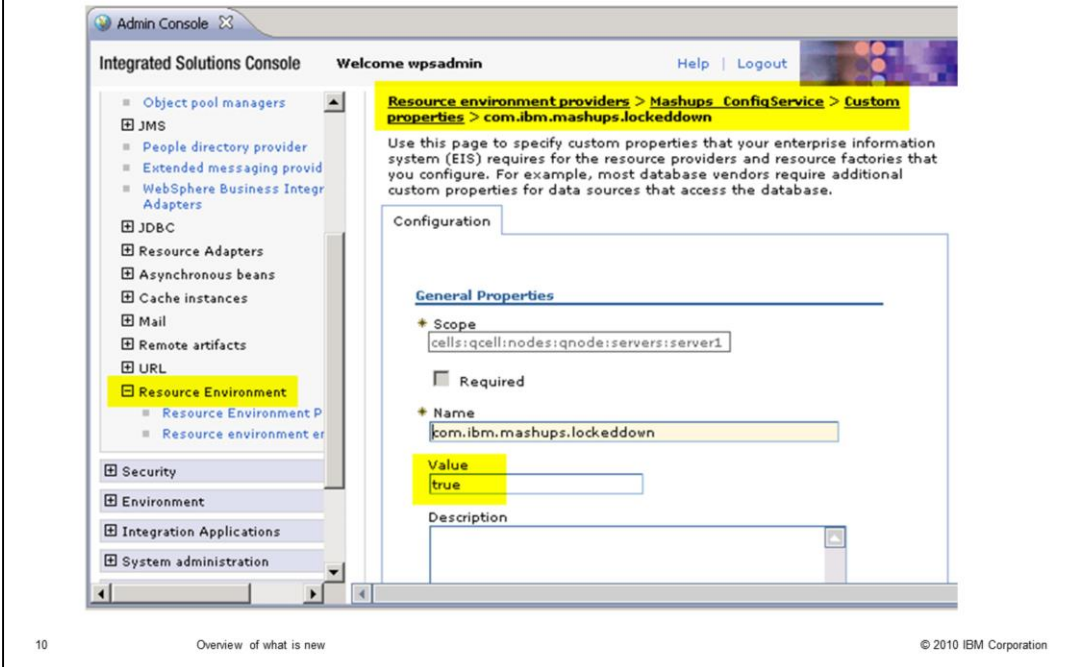 Admin Console
Integrated Solutions Console
Welcome wpsadmin
Help | Logout
Object pool managers
JMS
People directory provider
Extended messaging provid
WebSphere Business Integr
Adapters
JDBC
Resource Adapters
Asynchronous beans
Cache instances
Mail
Remote artifacts
URL
Resource Environment
Resource Environment P
Resource environment er
Security
Environment
Integration Applications
System administration
Resource environment providers > Mashups_ConfigService > Custom
properties > com.ibm.mashups.lockeddown
Use this page to specify custom properties that your enterprise information
system (EIS) requires for the resource providers and resource factories that
you configure. For example, most database vendors require additional
custom properties for data sources that access the database.
Configuration
General Properties
Scope
cells:qcell:nodes:qnode:servers:server1
Required
Name
com.ibm.mashups.lockeddown
Value
true
Description
10
Overview of what is new
© 2010 IBM Corporation